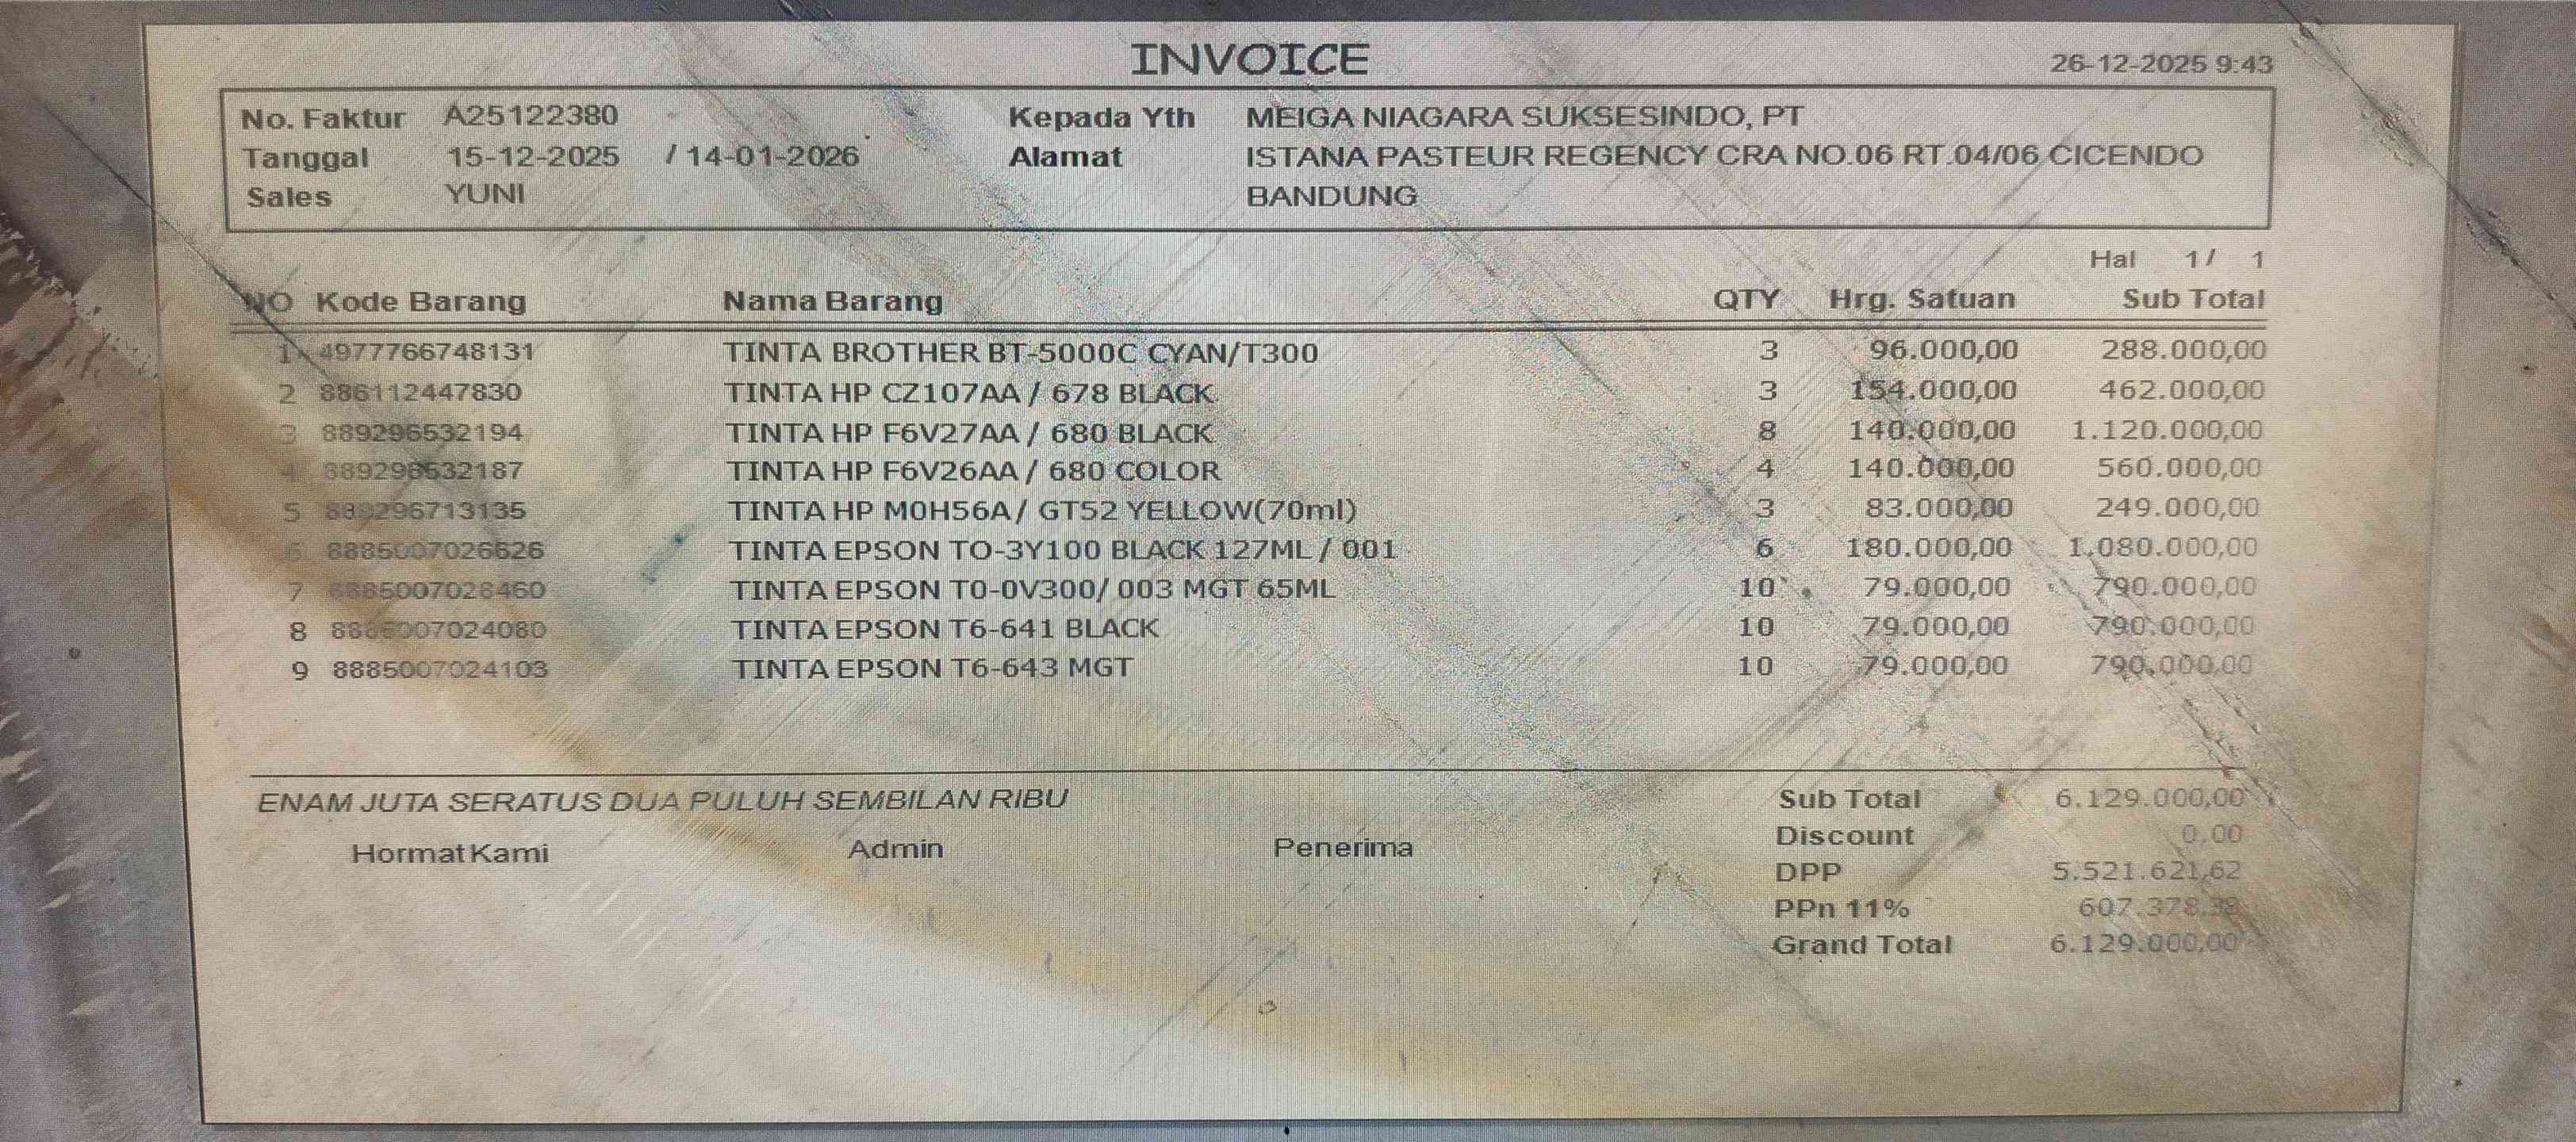 INVOICE
26-12-2025 9:43
No. Faktur A25122380 Kepada Yth MEIGA NIAGARA SUKSESINDO, PT
Tanggal 15-12-2025 / 14-01-2026 Alamat ISTANA PASTEUR REGENCY CRA NO.06 RT.04/06 CICENDO
Sales YUNI BANDUNG
Hal 1/ 1
NO Kode Barang Nama Barang QTY Hrg. Satuan Sub Total
1 4977766748131 TINTA BROTHER BT-5000C CYAN/T300 3 96.000,00 288.000,00
2 886112447830 TINTA HP CZ107AA / 678 BLACK 3 154.000,00 462.000,00
3 889296532194 TINTA HP F6V27AA / 680 BLACK 8 140.000,00 1.120.000,00
4 889296532187 TINTA HP F6V26AA / 680 COLOR 4 140.000,00 560.000,00
5 889296713135 TINTA HP M0H56A/ GT52 YELLOW(70ml) 3 83.000,00 249.000,00
6 8885007026626 TINTA EPSON TO-3Y100 BLACK 127ML / 001 6 180.000,00 1.080.000,00
7 8885007028460 TINTA EPSON T0-0V300/ 003 MGT 65ML 10 79.000,00 790.000,00
8 8885007024080 TINTA EPSON T6-641 BLACK 10 79.000,00 790.000,00
9 8885007024103 TINTA EPSON T6-643 MGT 10 79.000,00 790.000,00
ENAM JUTA SERATUS DUA PULUH SEMBILAN RIBU Sub Total 6.129.000,00
Discount 0,00
Hormat Kami Admin Penerima
DPP 5.521.621,62
PPn 11% 607.378,38
Grand Total 6.129.000,00